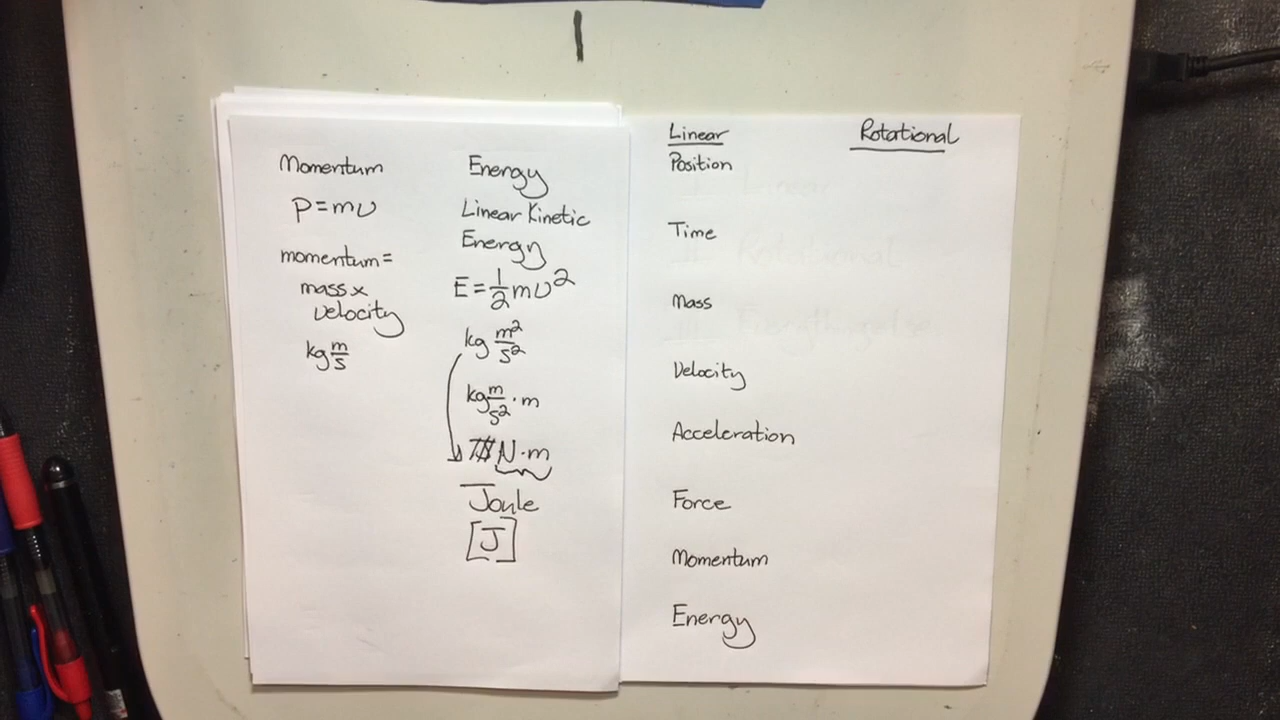 Momentum
P=mv
momentum=
mass x
velocity
kg m/s
Energy
Linear Kinetic
Energy
E=1/2mv²
kg m²/s²
kg m/s²·m
N·m
Joule
[J]
Linear
Position
Time
Mass
Velocity
Acceleration
Force
Momentum
Energy
Rotational